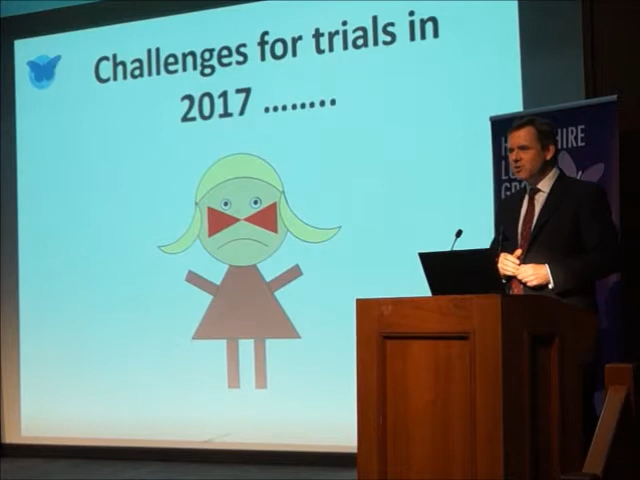 Challenges for trials in
2017 ........